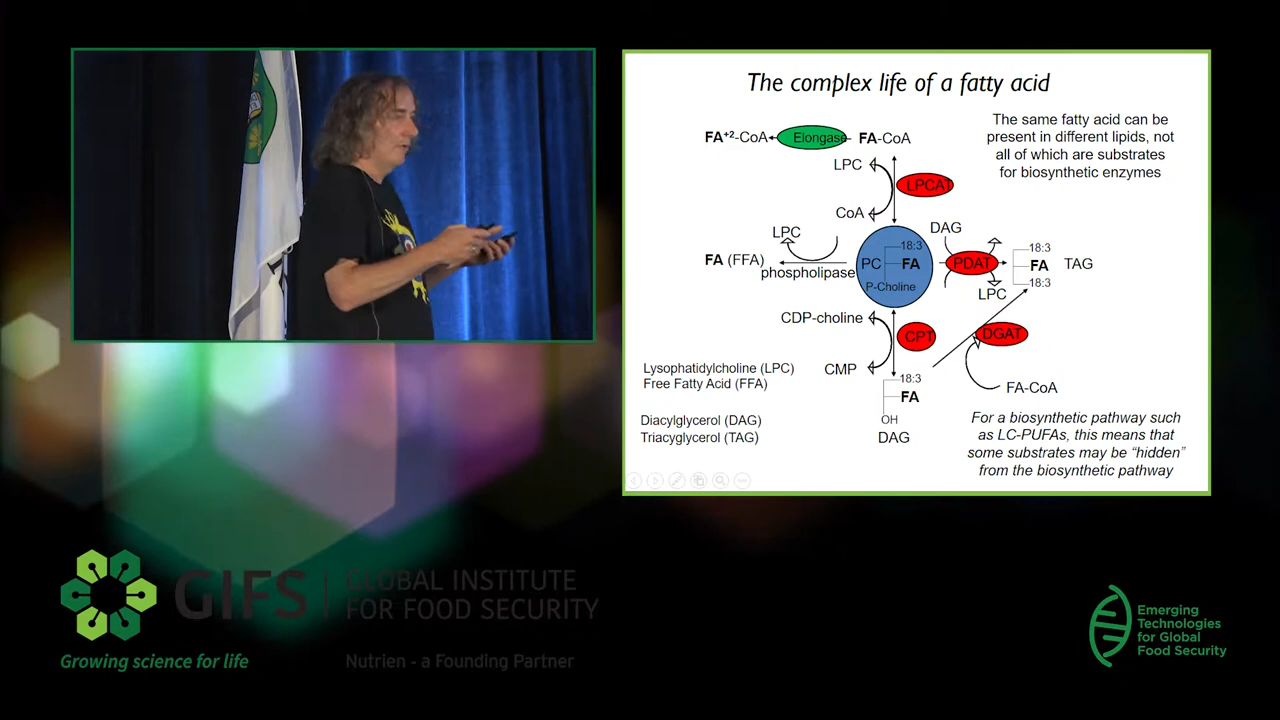 The complex life of a fatty acid
The same fatty acid can be
present in different lipids, not
all of which are substrates
for biosynthetic enzymes
FA+2-CoA
Elongase
FA-CoA
LPC
LPCAT
CoA
LPC
DAG
18:3
18:3
FA (FFA)
PC
FA
PDAT
FA
TAG
phospholipase
P-Choline
18:3
LPC
CDP-choline
CPT
DGAT
CMP
Lysophatidylcholine (LPC)
Free Fatty Acid (FFA)
18:3
FA
FA-CoA
OH
DAG
Diacylglycerol (DAG)
Triacyglycerol (TAG)
For a biosynthetic pathway such
as LC-PUFAs, this means that
some substrates may be “hidden”
from the biosynthetic pathway
GIFS
GLOBAL INSTITUTE
FOR FOOD SECURITY
Growing science for life
Nutrien - a Founding Partner
Emerging
Technologies
for Global
Food Security